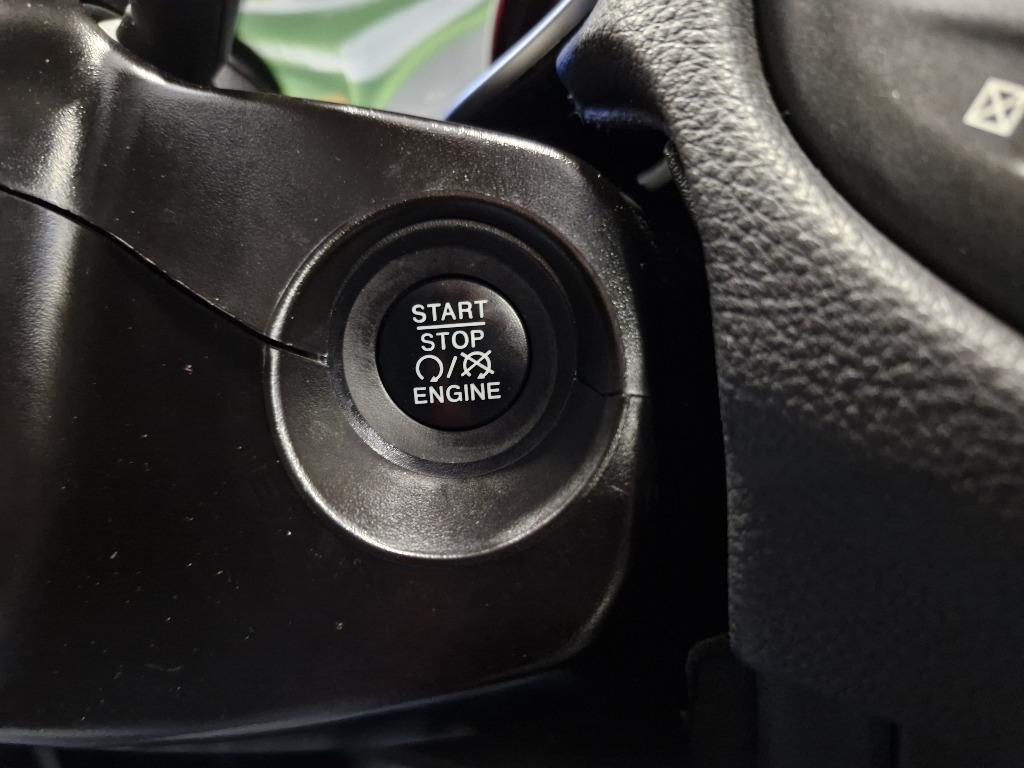 START
STOP
/
ENGINE